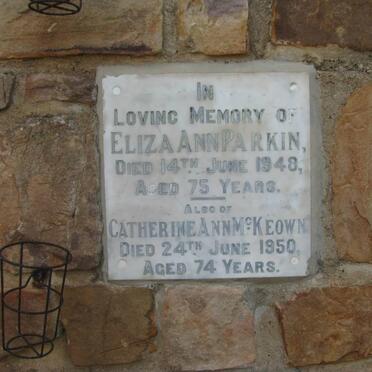 IN
LOVING MEMORY OF
ELIZA ANN PARKIN,
DIED 14TH JUNE 1948,
AGED 75 YEARS.
ALSO OF
CATHERINE ANN MCKEOWN
DIED 24TH JUNE 1950,
AGED 74 YEARS.